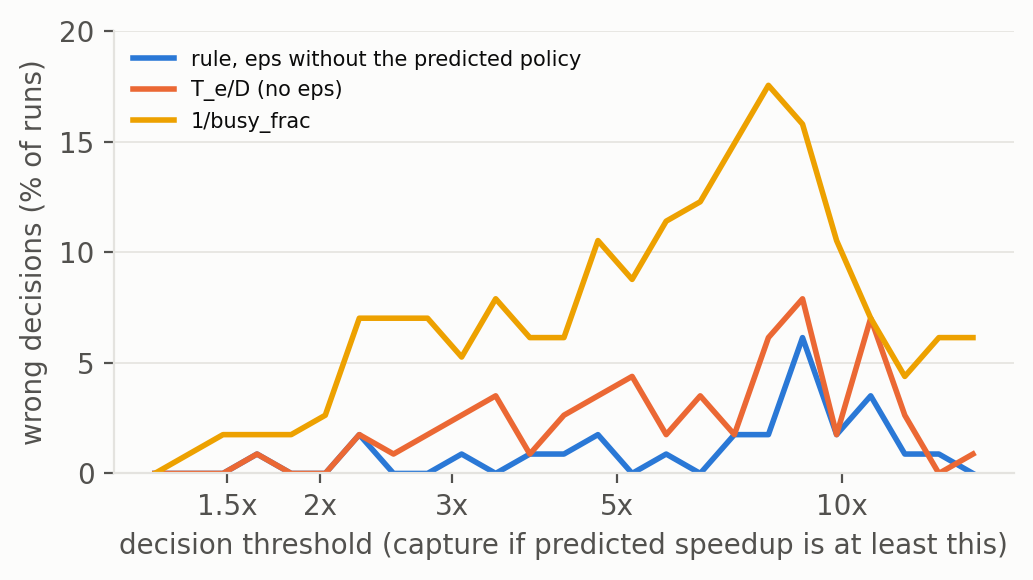 20
rule, eps without the predicted policy
T_e/D (no eps)
1/busy_frac
15
10
5
0
wrong decisions (% of runs)
1.5x 2x 3x 5x 10x
decision threshold (capture if predicted speedup is at least this)